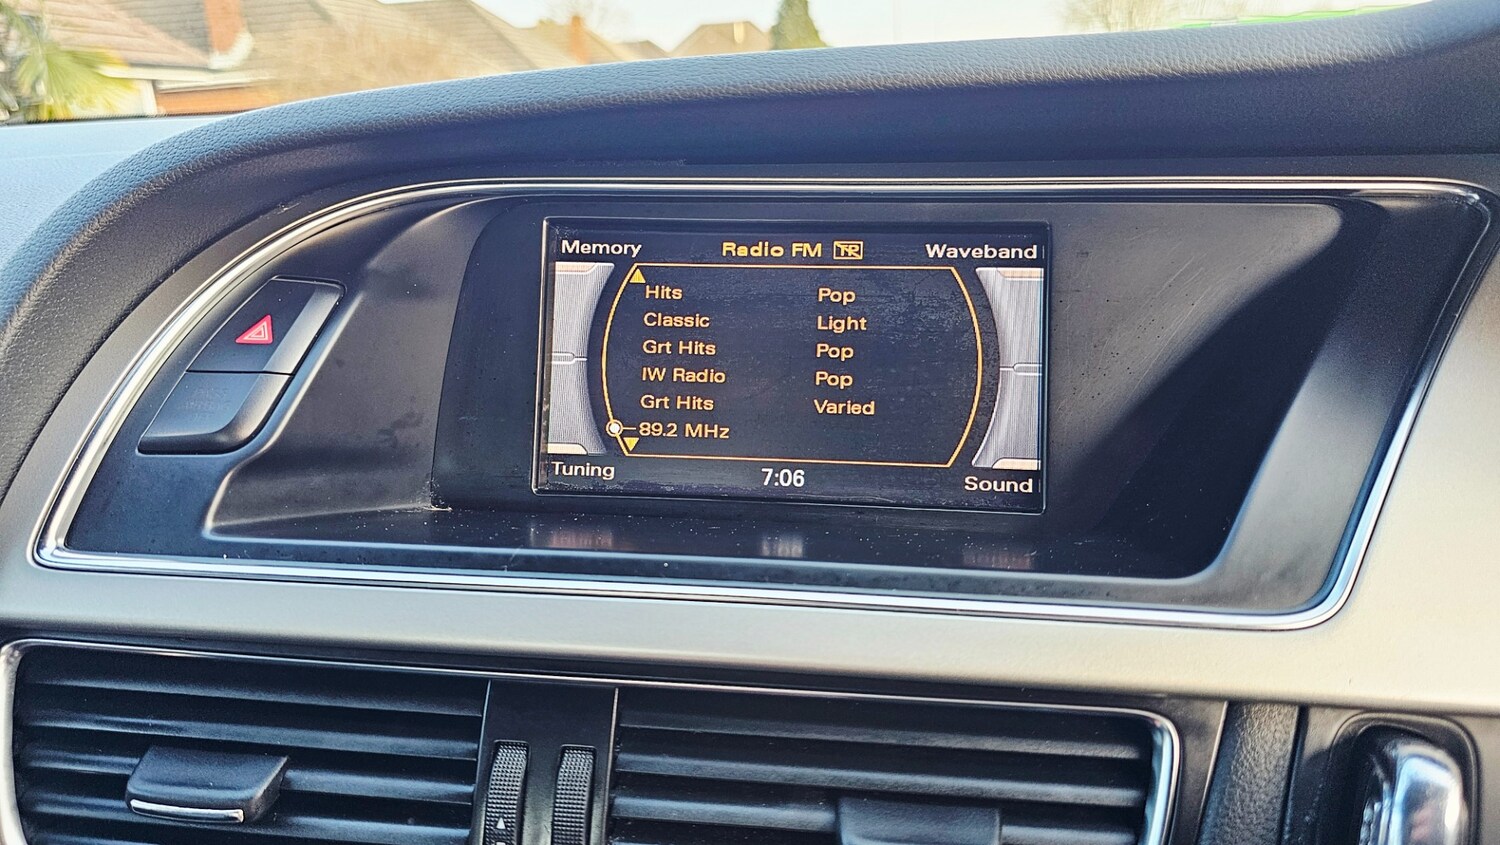 Memory Radio FM TP Waveband
Hits Pop
Classic Light
Grt Hits Pop
IW Radio Pop
Grt Hits Varied
89.2 MHz
Tuning 7:06 Sound